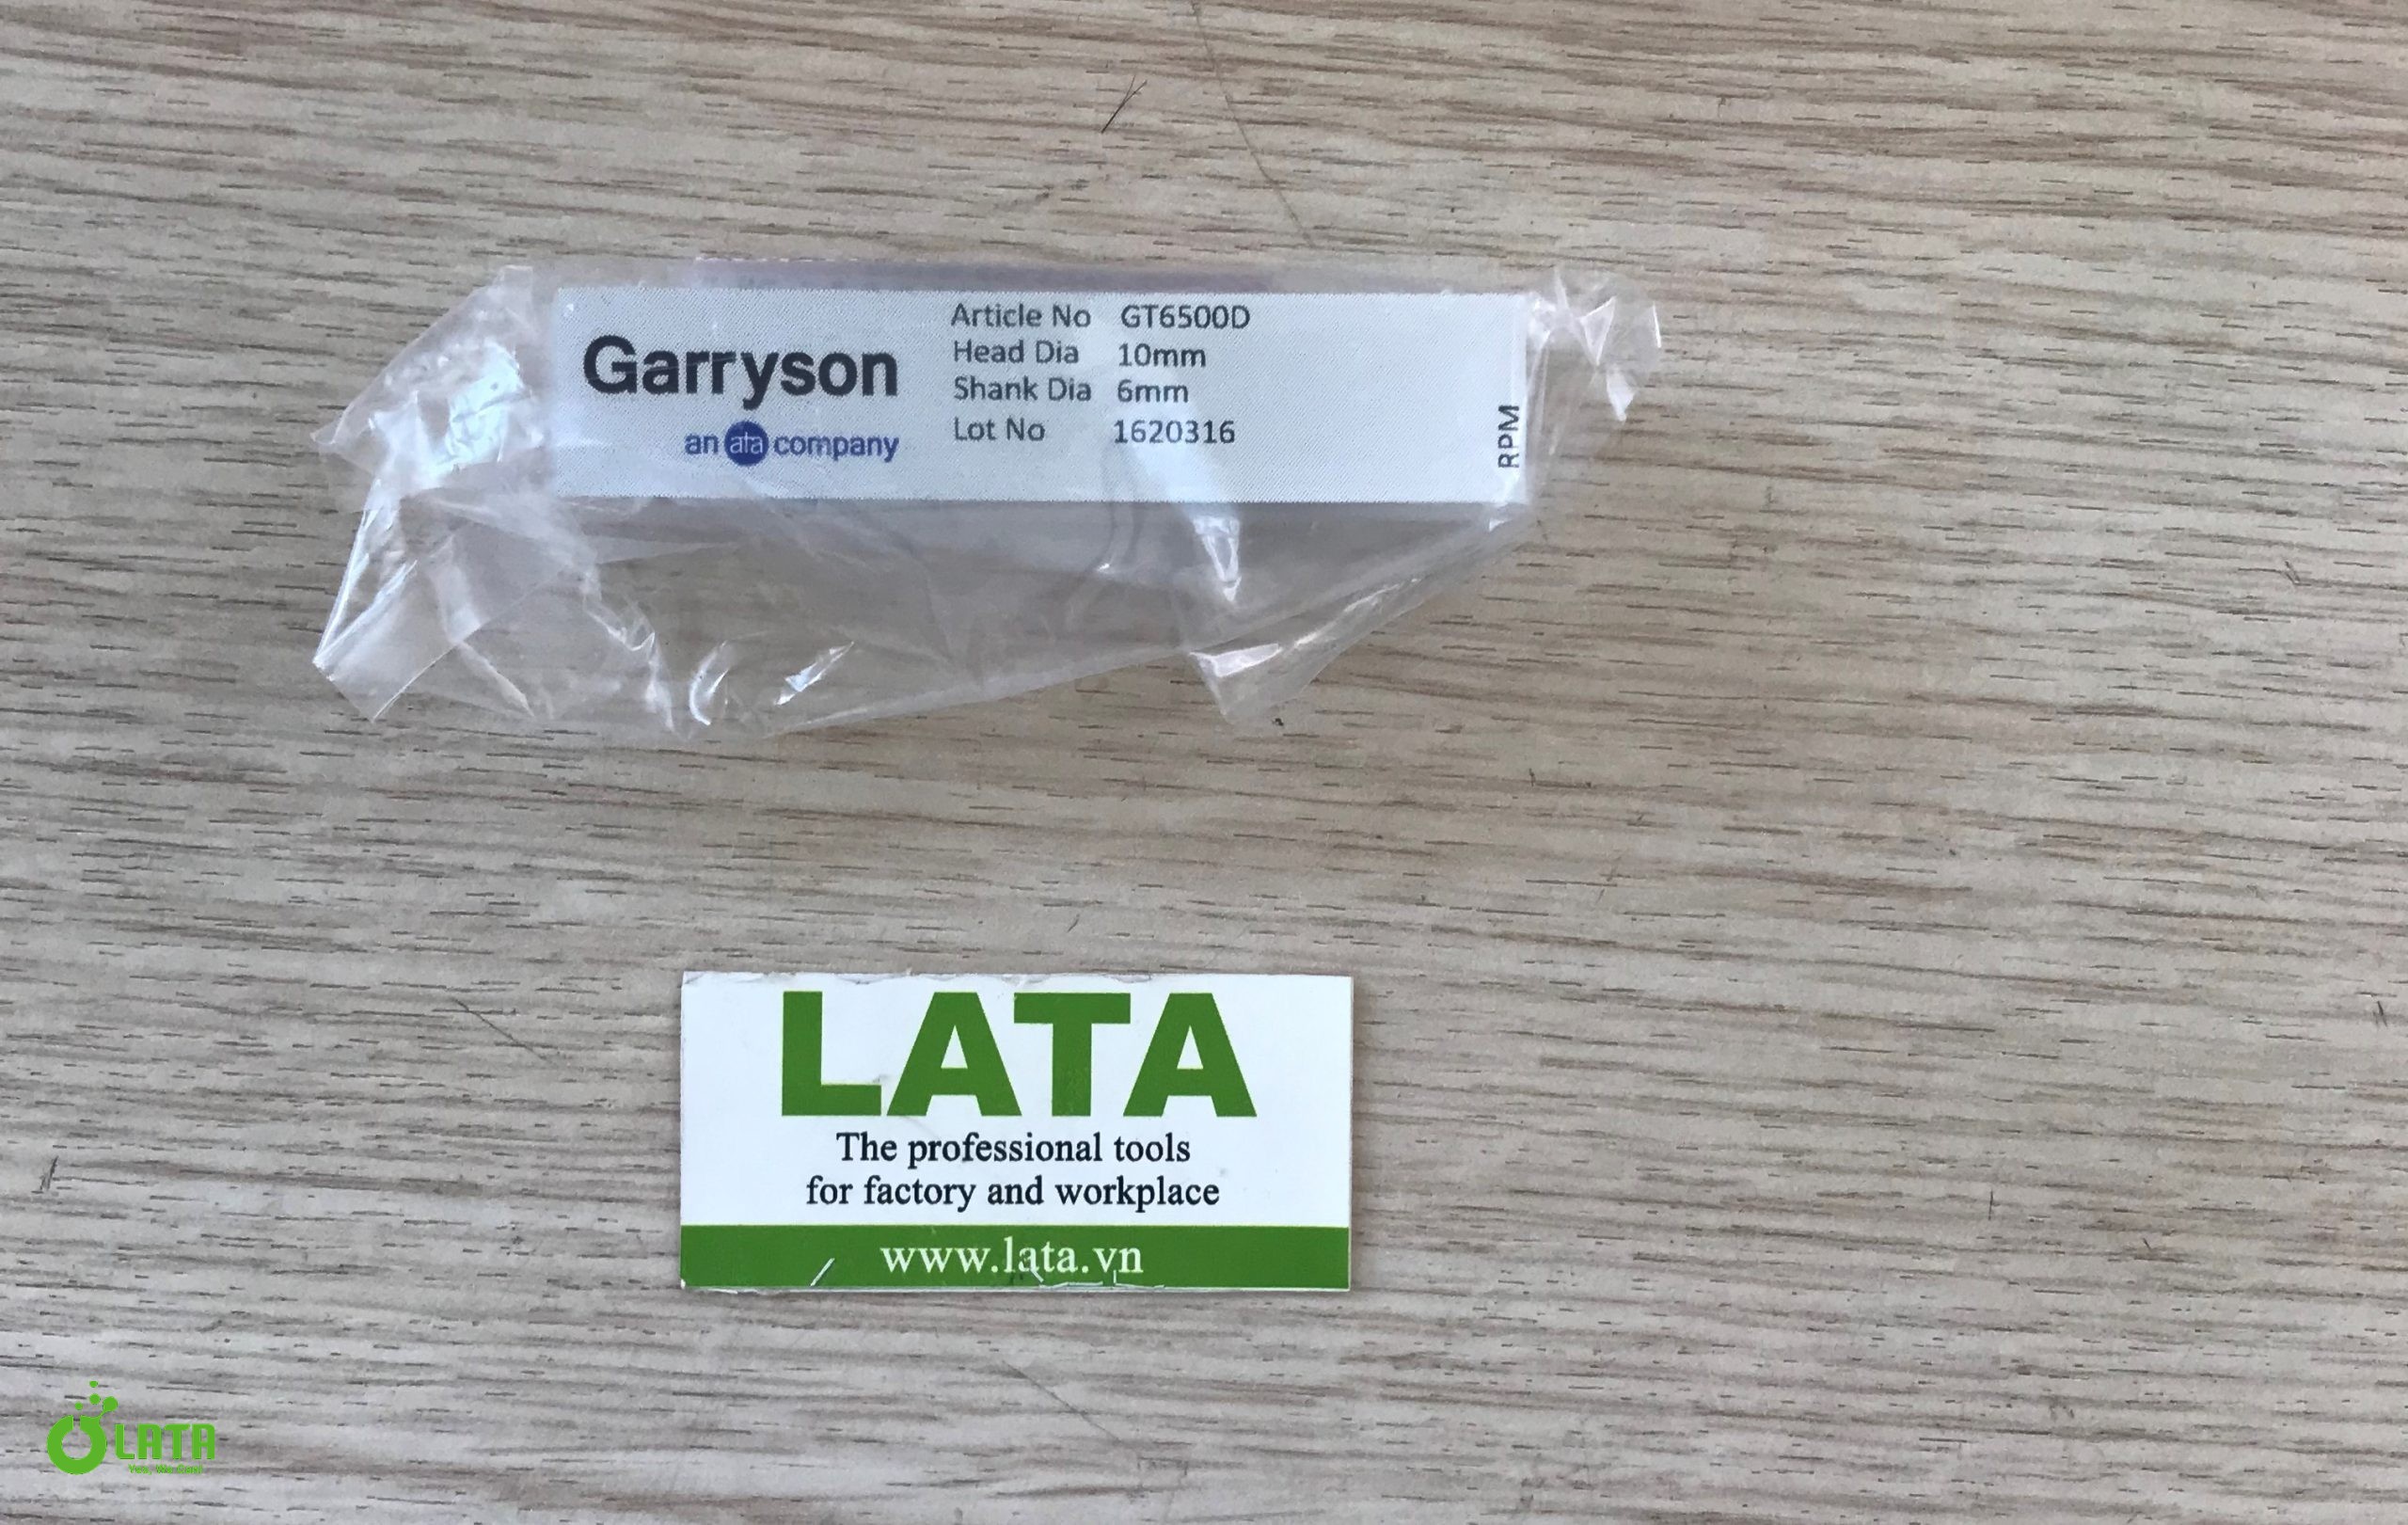 Garryson
an ata company
Article No GT6500D
Head Dia 10mm
Shank Dia 6mm
Lot No 1620316
RPM
LATA
The professional tools
for factory and workplace
www.lata.vn
LATA